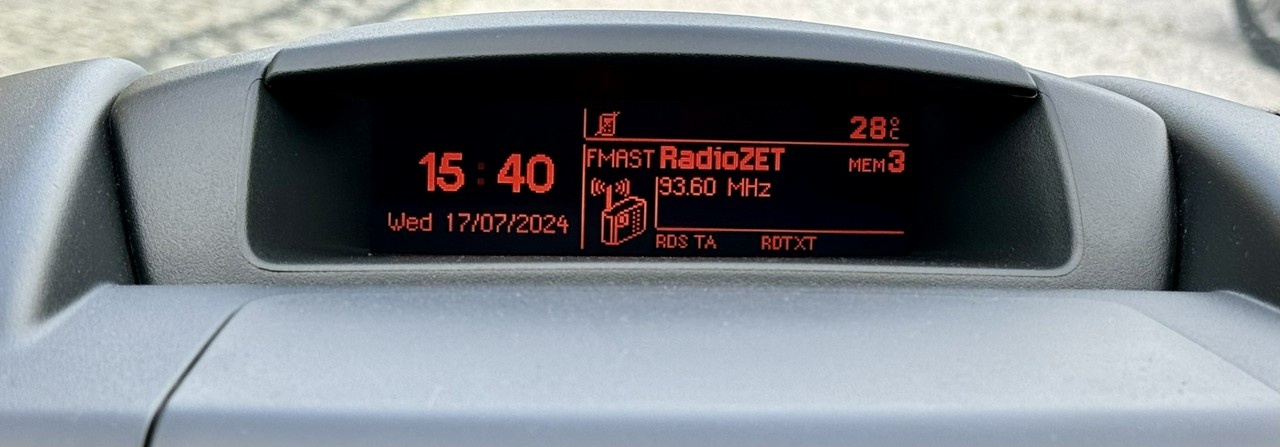 15:40
Wed 17/07/2024
28°C
FMAST RadioZET MEM3
93.60 MHz
RDS TA RDTXT